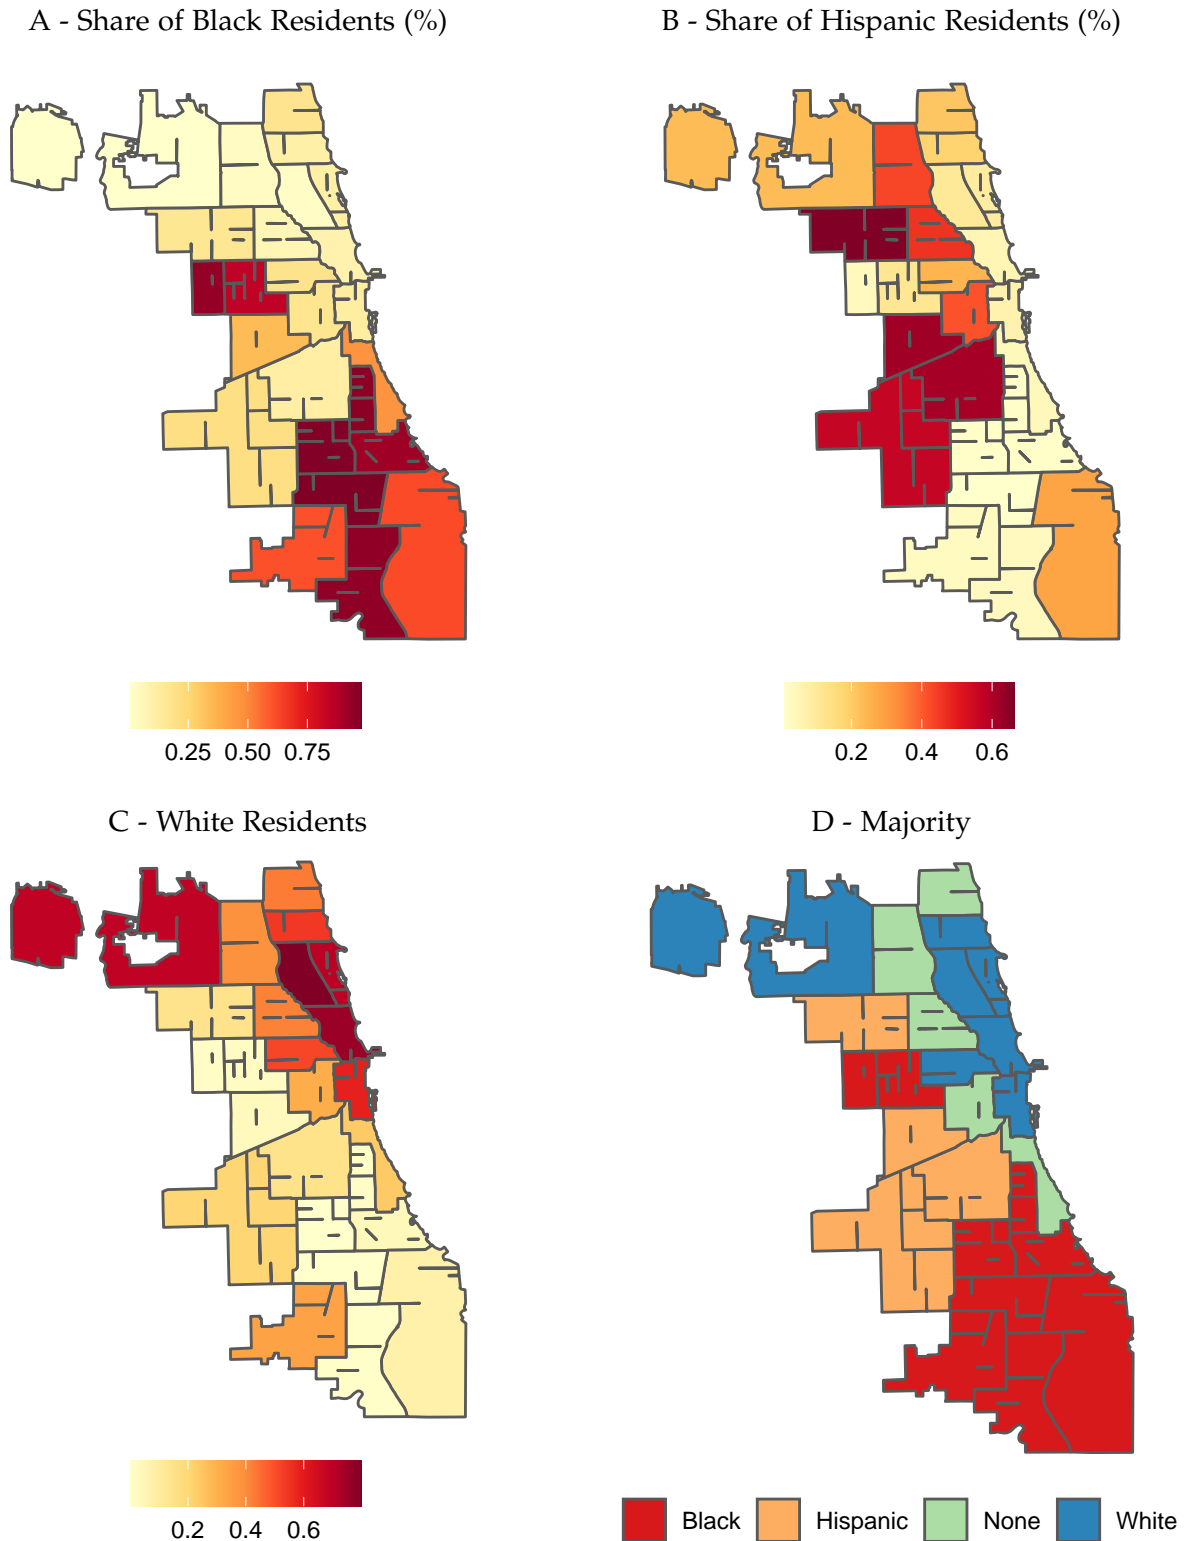 A - Share of Black Residents (%)
B - Share of Hispanic Residents (%)
0.25 0.50 0.75
0.2 0.4 0.6
C - White Residents
D - Majority
0.2 0.4 0.6
Black Hispanic None White